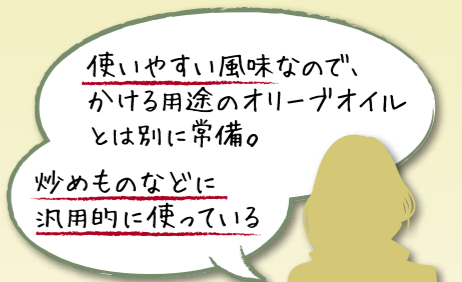 使いやすい風味なので、
かける用途のオリーブオイル
とは別に常備。
炒めものなどに
汎用的に使っている